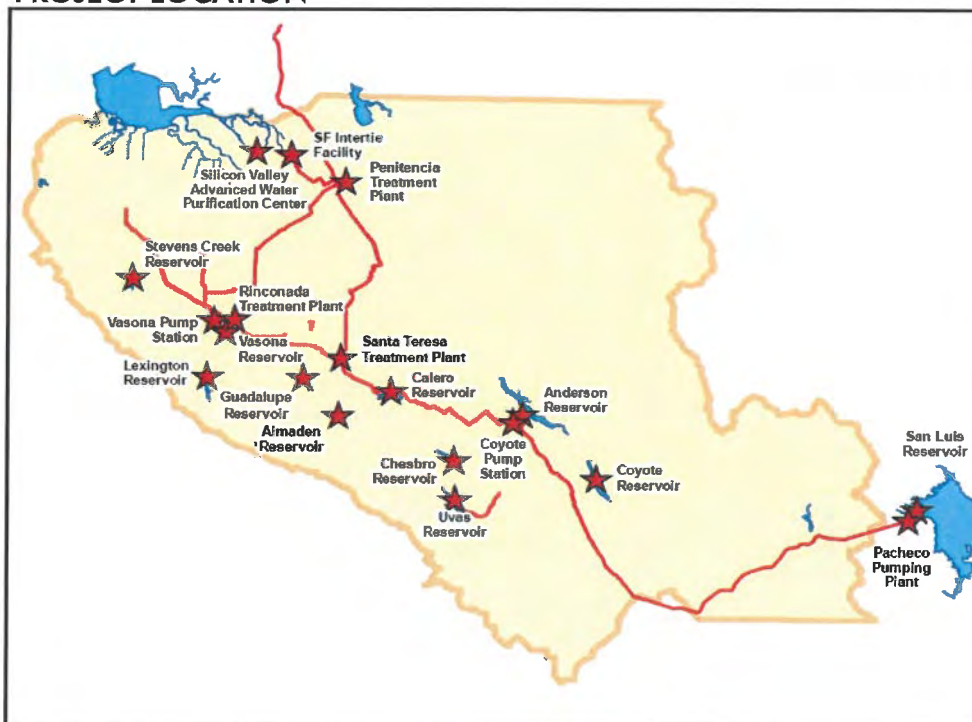 PROJECT LOCATION
SF Intertie
Facility
Silicon Valley
Advanced Water
Purification Center
Penitencia
Treatment
Plant
Stevens Creek
Reservoir
Rinconada
Treatment Plant
Vasona Pump
Station
Vasona
Reservoir
Santa Teresa
Treatment Plant
Lexington
Reservoir
Guadalupe
Reservoir
Calero
Reservoir
Almaden
Reservoir
Anderson
Reservoir
Coyote
Pump
Station
Chesbro
Reservoir
Coyote
Reservoir
Uvas
Reservoir
San Luis
Reservoir
Pacheco
Pumping
Plant